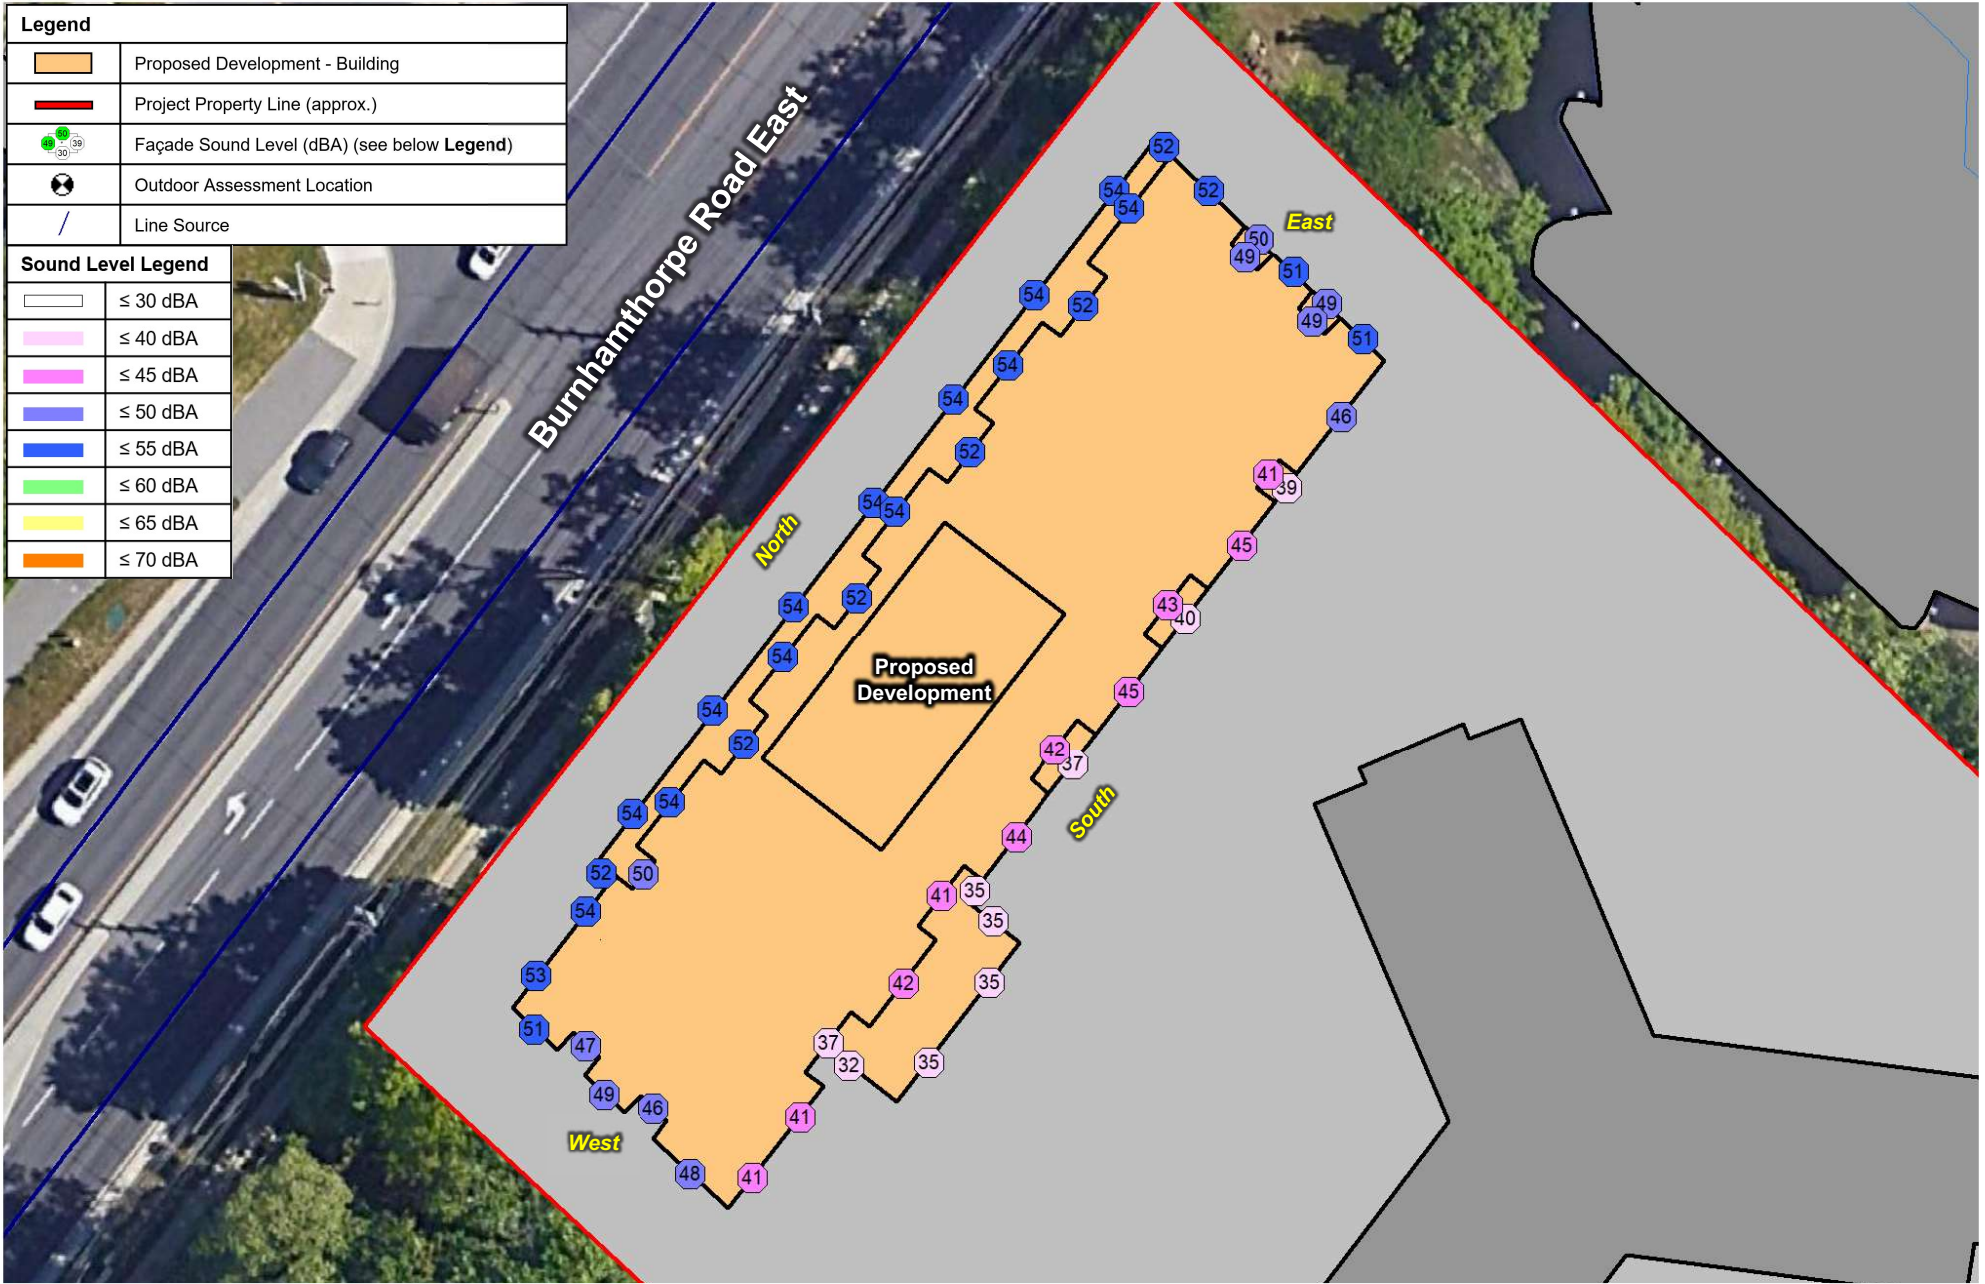 Legend
Proposed Development - Building
Project Property Line (approx.)
50
49 39
30
Façade Sound Level (dBA) (see below Legend)
Outdoor Assessment Location
Line Source
Sound Level Legend
≤ 30 dBA
≤ 40 dBA
≤ 45 dBA
≤ 50 dBA
≤ 55 dBA
≤ 60 dBA
≤ 65 dBA
≤ 70 dBA
Burnhamthorpe Road East
North
East
South
West
Proposed
Development
52
54
54
52
50
49
51
49
49
51
54
52
54
54
52
46
41
39
45
54
54
54
52
43
40
54
54
52
45
42
37
44
54
54
52
50
54
41
35
35
53
42
35
51
47
37
32
35
49
46
41
48
41